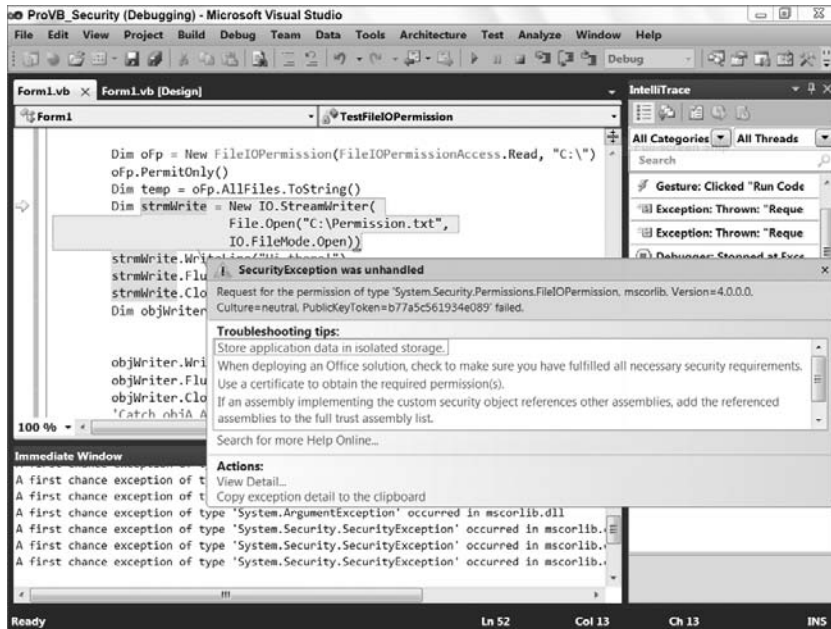 ProVB_Security (Debugging) - Microsoft Visual Studio
File Edit View Project Build Debug Team Data Tools Architecture Test Analyze Window Help
Debug
Form1.vb Form1.vb [Design]
Form1
TestFileIOPermission
Dim oFp = New FileIOPermission(FileIOPermissionAccess.Read, "C:\")
oFp.PermitOnly()
Dim temp = oFp.AllFiles.ToString()
Dim strmWrite = New IO.StreamWriter(
File.Open("C:\Permission.txt",
IO.FileMode.Open))
strmWrite.WriteLine("Hi there!")
strmWrite.Flu
strmWrite.Clo
Dim objWriter
objWriter.Wri
objWriter.Flu
objWriter.Clo
'Catch objA A
100 %
IntelliTrace
All Categories All Threads
Search
Gesture: Clicked "Run Code
Exception: Thrown: "Reque
Exception: Thrown: "Reque
Debugger: Stopped at Exce
SecurityException was unhandled
Request for the permission of type 'System.Security.Permissions.FileIOPermission, mscorlib, Version=4.0.0.0,
Culture=neutral, PublicKeyToken=b77a5c561934e089' failed.
Troubleshooting tips:
Store application data in isolated storage.
When deploying an Office solution, check to make sure you have fulfilled all necessary security requirements.
Use a certificate to obtain the required permission(s).
If an assembly implementing the custom security object references other assemblies, add the referenced
assemblies to the full trust assembly list.
Search for more Help Online...
Actions:
View Detail...
Copy exception detail to the clipboard
Immediate Window
A first chance exception of t
A first chance exception of t
A first chance exception of type 'System.ArgumentException' occurred in mscorlib.dll
A first chance exception of type 'System.Security.SecurityException' occurred in mscorlib.
A first chance exception of type 'System.Security.SecurityException' occurred in mscorlib.
A first chance exception of type 'System.Security.SecurityException' occurred in mscorlib.
Ready Ln 52 Col 13 Ch 13 INS